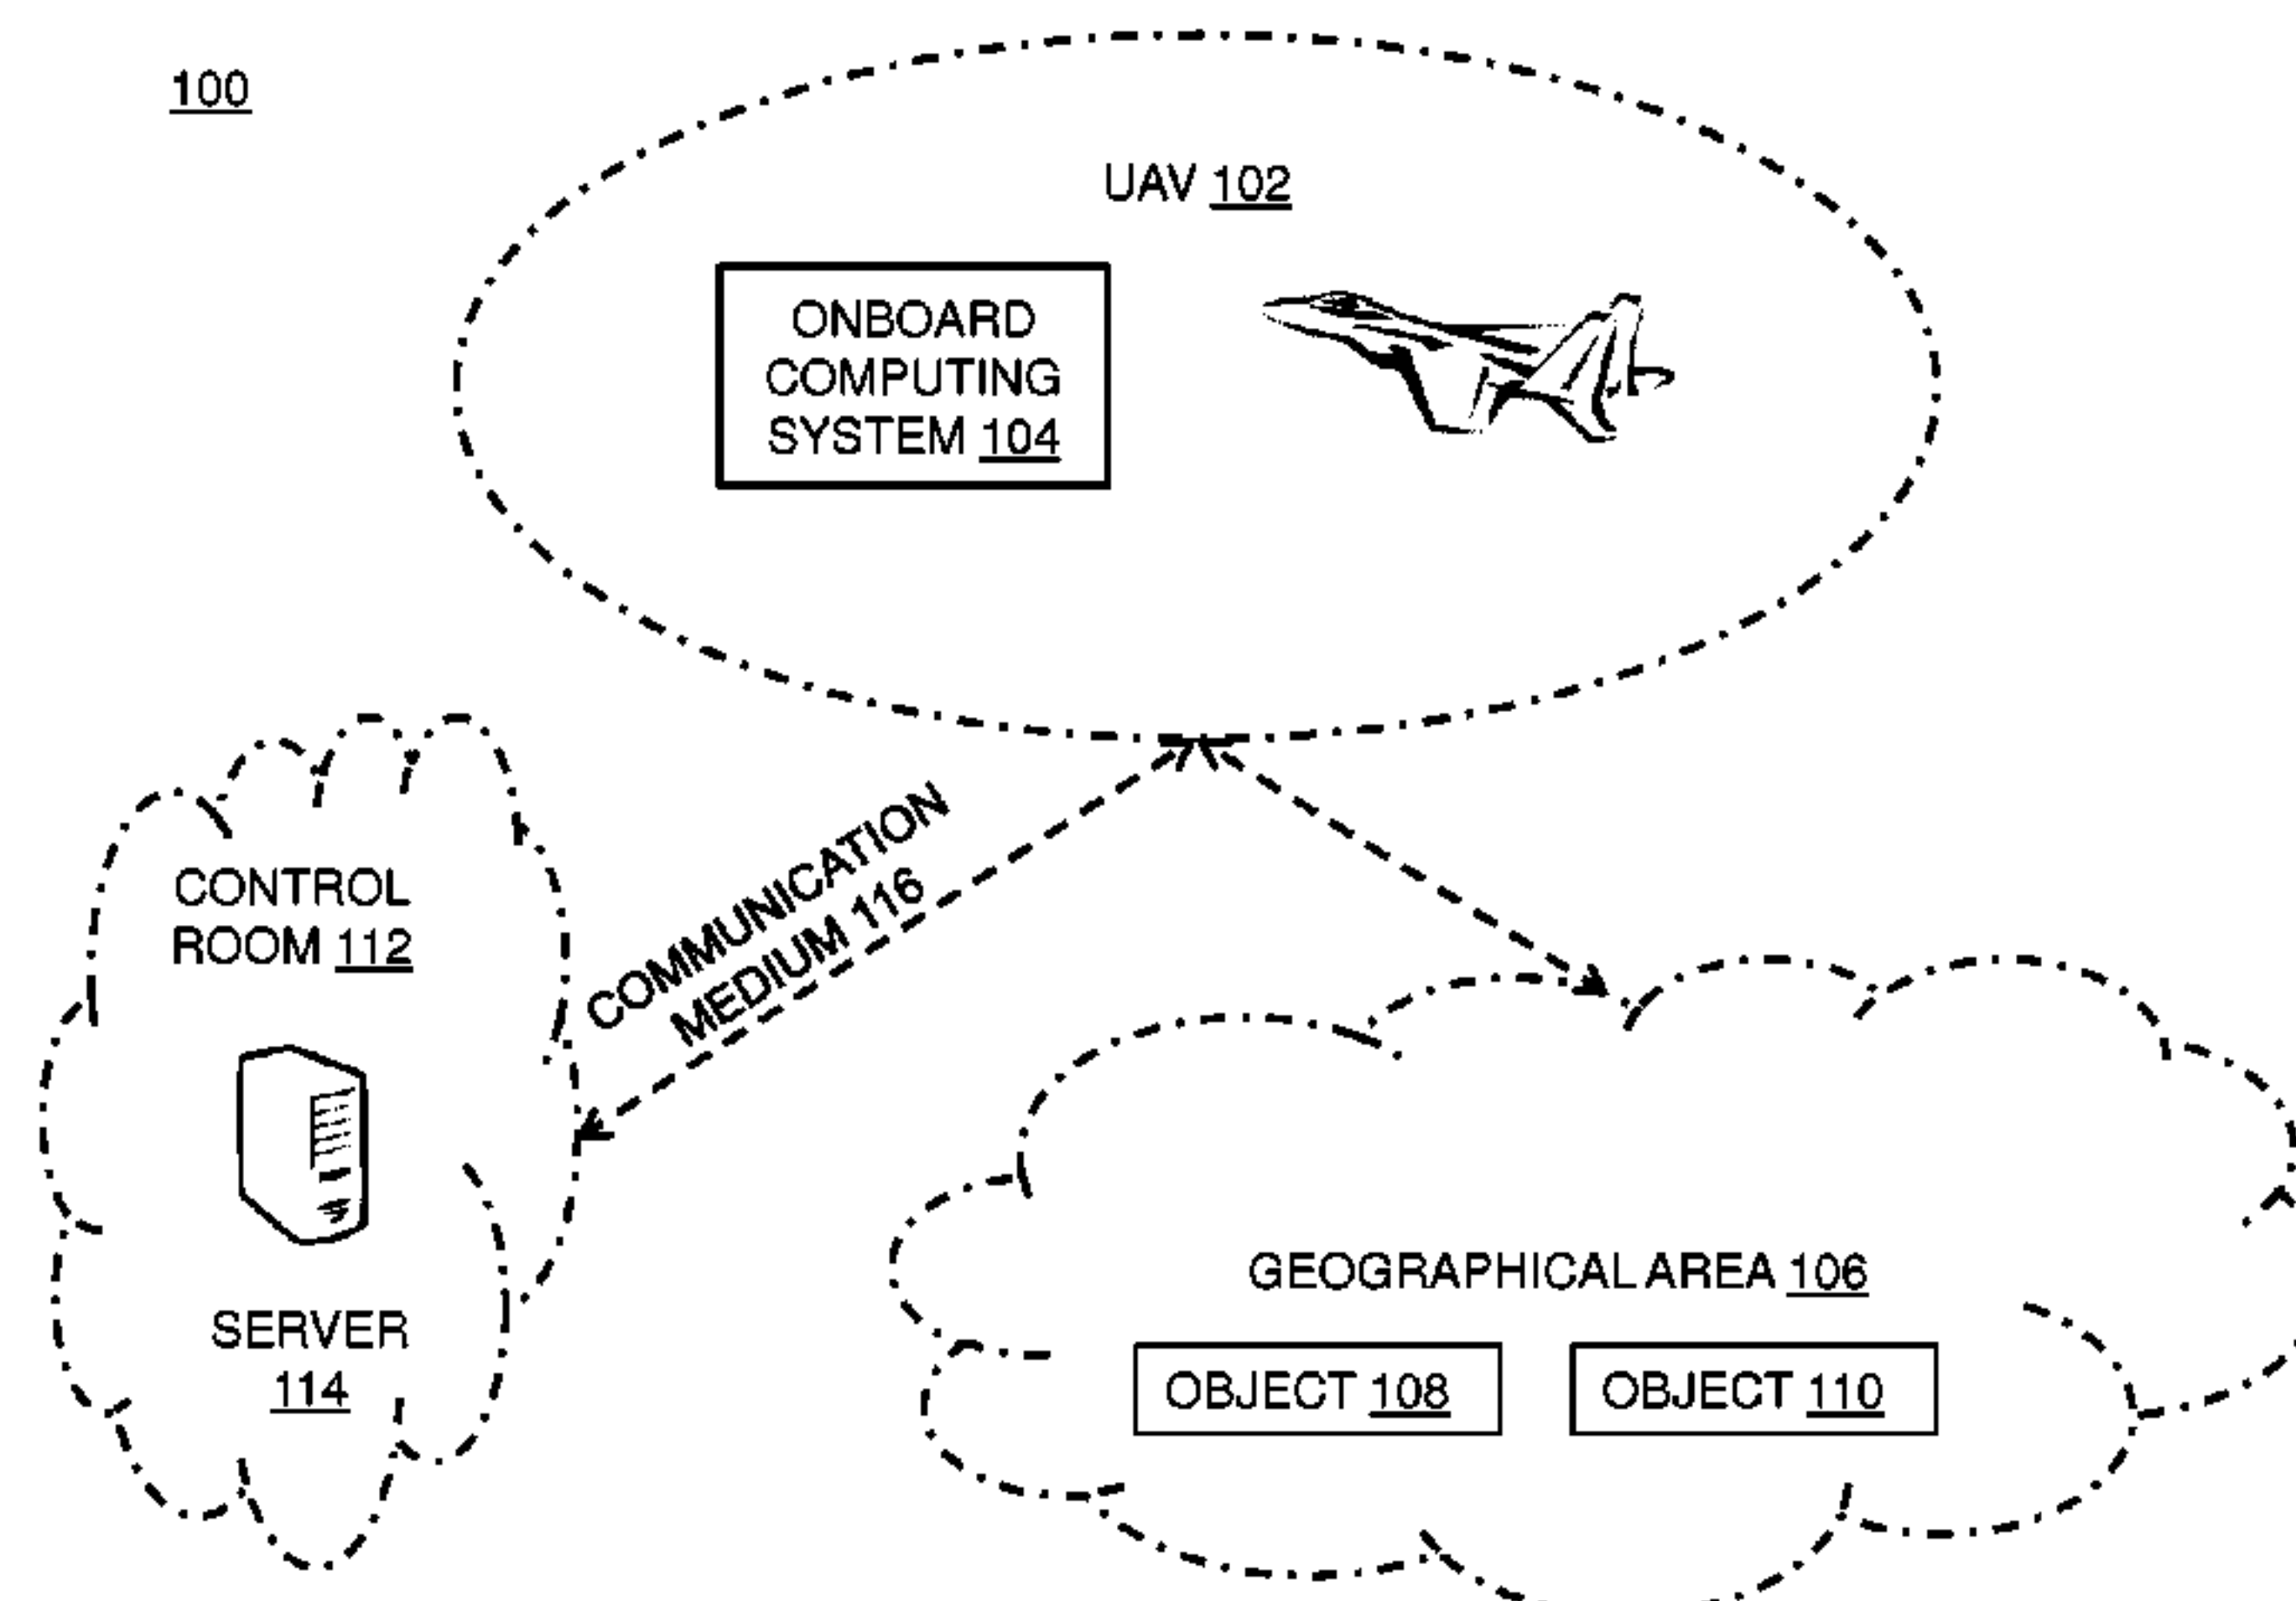 100
UAV 102
ONBOARD
COMPUTING
SYSTEM 104
COMMUNICATION
MEDIUM 116
CONTROL
ROOM 112
SERVER
114
GEOGRAPHICAL AREA 106
OBJECT 108
OBJECT 110